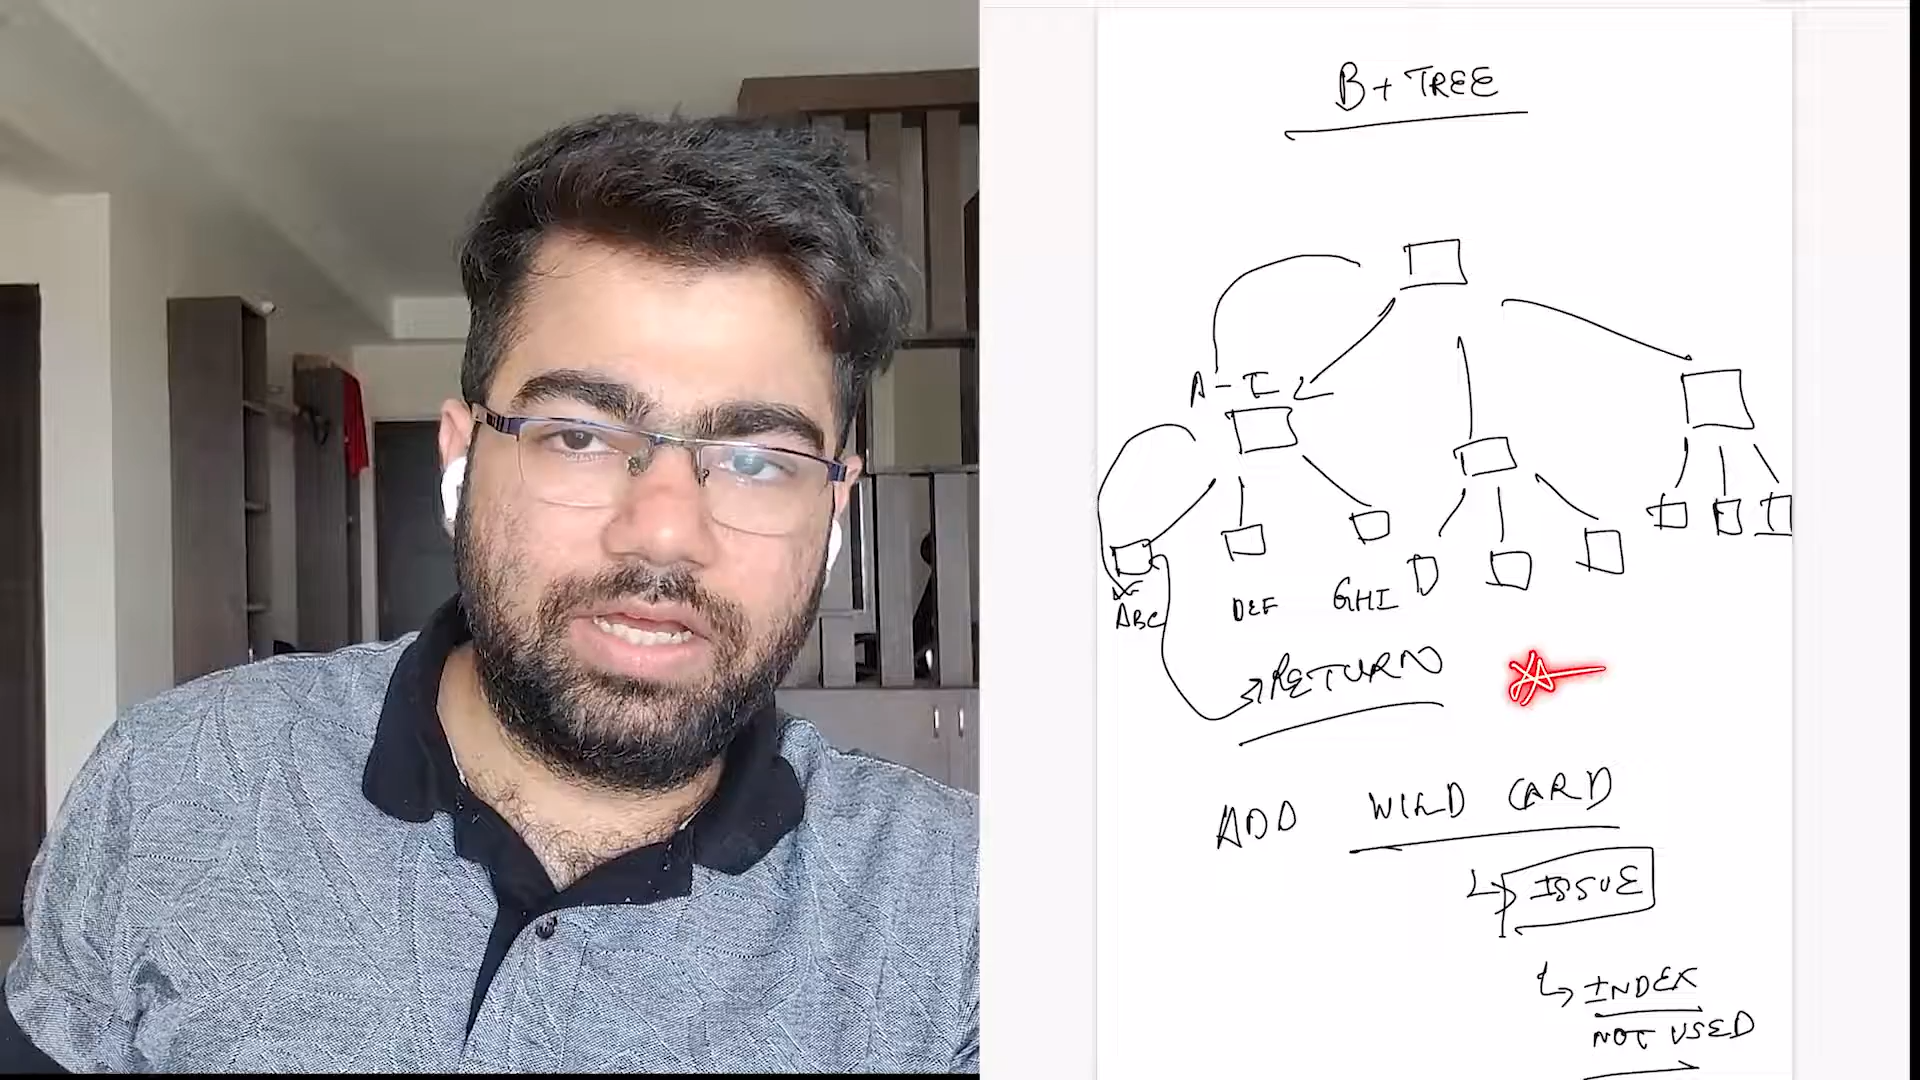 B+ TREE
A-I
ABC
DEF
GHI
RETURN
ADD WILD CARD
ISSUE
INDEX
NOT USED